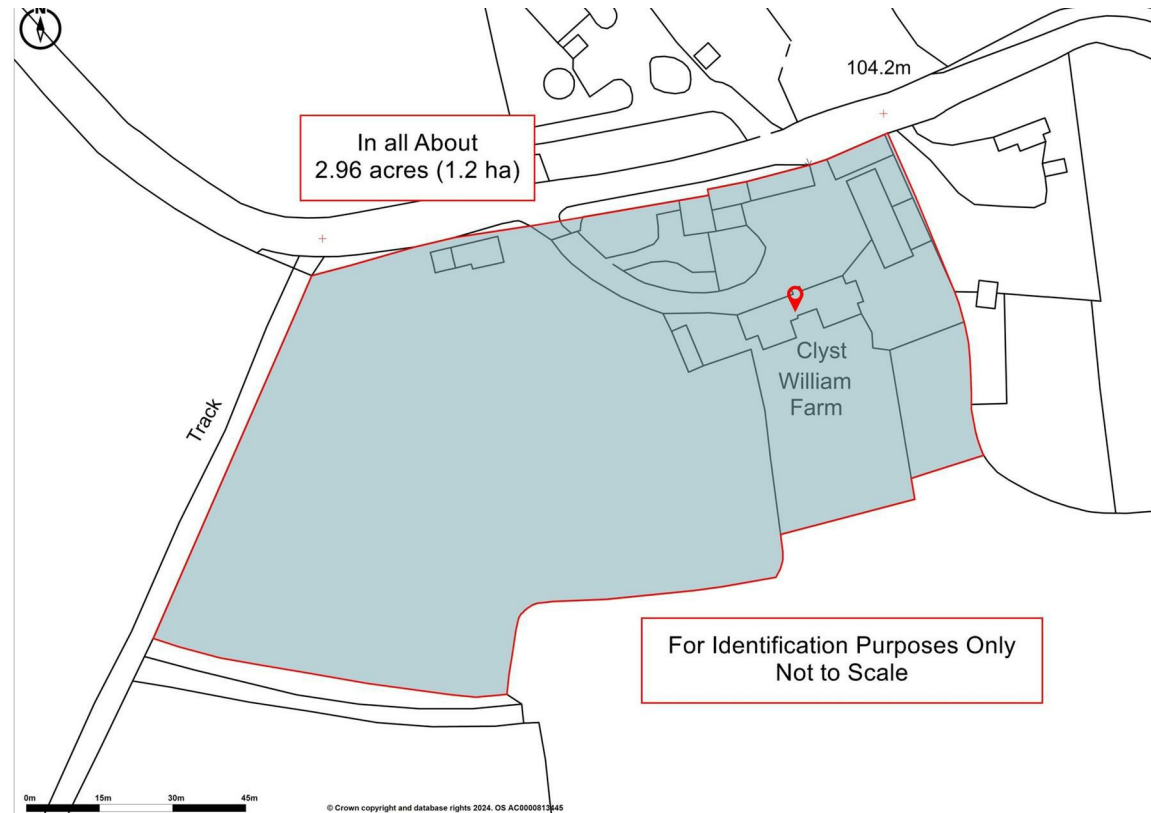 N
104.2m
In all About
2.96 acres (1.2 ha)
Clyst
William
Farm
Track
For Identification Purposes Only
Not to Scale
0m 15m 30m 45m
© Crown copyright and database rights 2024. OS AC0000813445